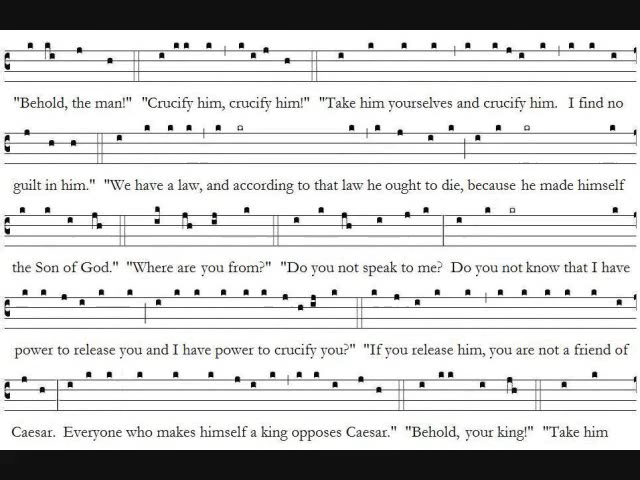 "Behold, the man!" "Crucify him, crucify him!" "Take him yourselves and crucify him. I find no
guilt in him." "We have a law, and according to that law he ought to die, because he made himself
the Son of God." "Where are you from?" "Do you not speak to me? Do you not know that I have
power to release you and I have power to crucify you?" "If you release him, you are not a friend of
Caesar. Everyone who makes himself a king opposes Caesar." "Behold, your king!" "Take him